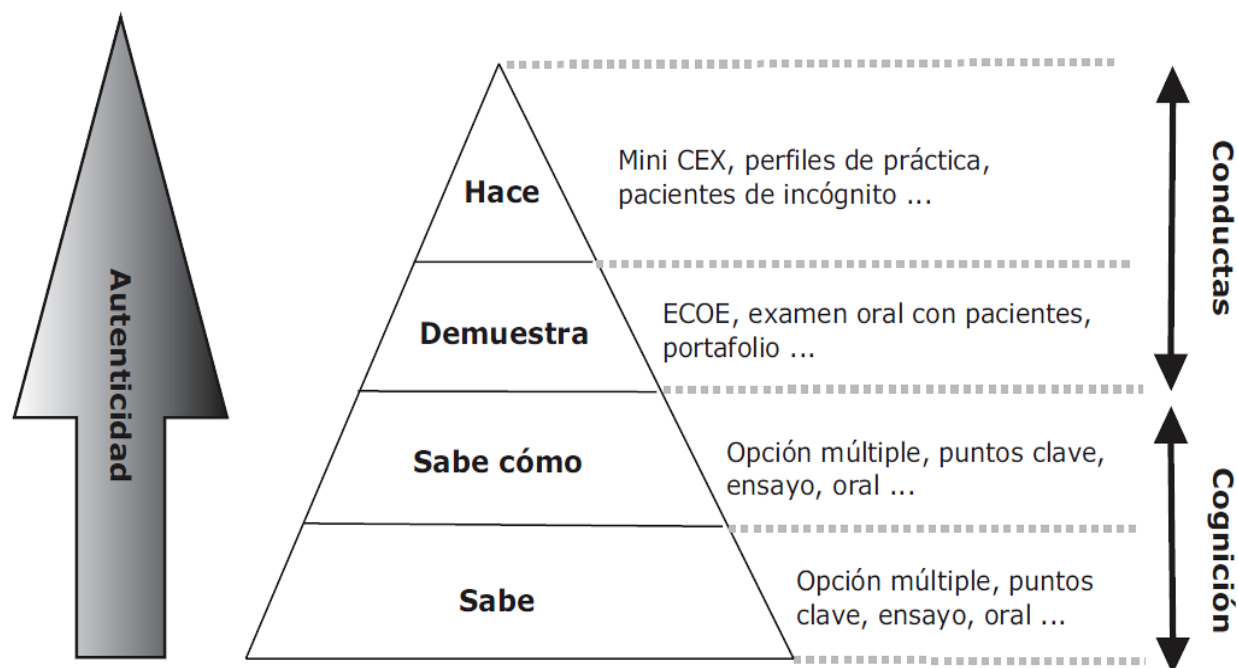 Autenticidad
Hace
Mini CEX, perfiles de práctica,
pacientes de incógnito ...
Demuestra
ECOE, examen oral con pacientes,
portafolio ...
Sabe cómo
Opción múltiple, puntos clave,
ensayo, oral ...
Sabe
Opción múltiple, puntos
clave, ensayo, oral ...
Conductas
Cognición